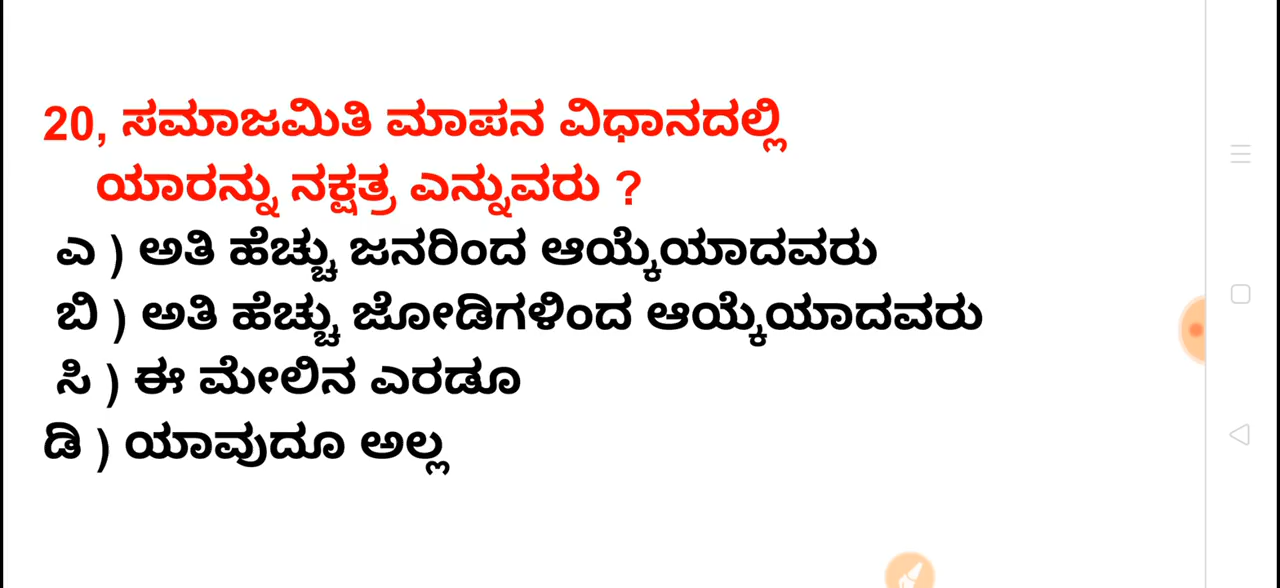 20, ಸಮಾಜಮಿತಿ ಮಾಪನ ವಿಧಾನದಲ್ಲಿ
ಯಾರನ್ನು ನಕ್ಷತ್ರ ಎನ್ನುವರು ?
ಎ ) ಅತಿ ಹೆಚ್ಚು ಜನರಿಂದ ಆಯ್ಕೆಯಾದವರು
ಬಿ ) ಅತಿ ಹೆಚ್ಚು ಜೋಡಿಗಳಿಂದ ಆಯ್ಕೆಯಾದವರು
ಸಿ ) ಈ ಮೇಲಿನ ಎರಡೂ
ಡಿ ) ಯಾವುದೂ ಅಲ್ಲ